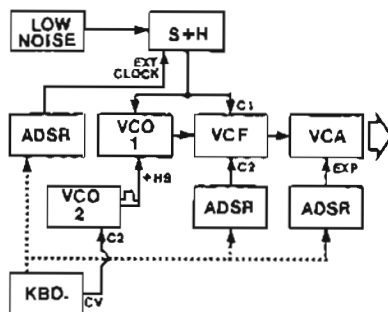 LOW
NOISE
S+H
EXT
CLOCK
C1
ADSR
VCO
1
VCF
VCA
+HS
C2
EXP
VCO
2
ADSR
ADSR
C2
KBD-
CV